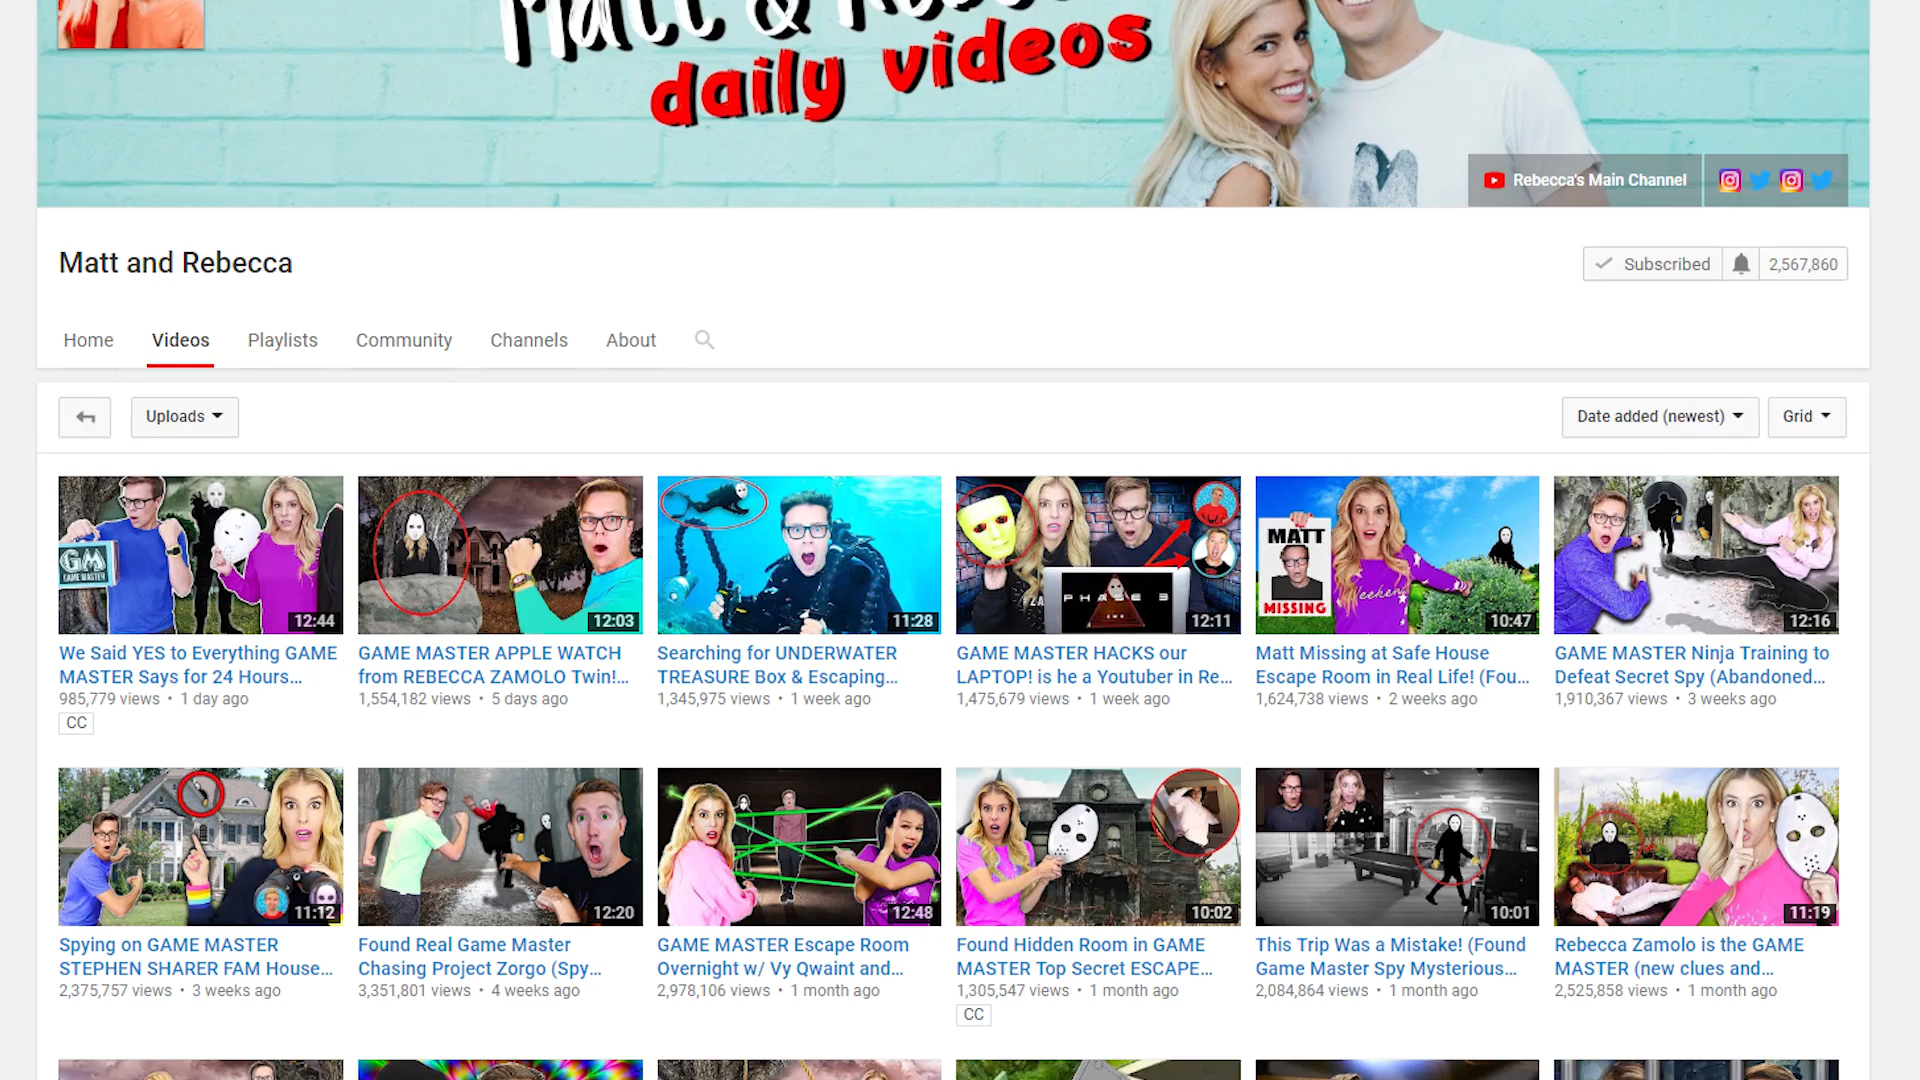 Matt &
daily videos
Rebecca's Main Channel
Matt and Rebecca
Subscribed 2,567,860
Home Videos Playlists Community Channels About
Uploads Date added (newest) Grid
GM
GAME MASTER
12:44
12:03
11:28
PHASE 3
12:11
MATT
MISSING
Weekend
10:47
12:16
We Said YES to Everything GAME
MASTER Says for 24 Hours...
985,779 views • 1 day ago
CC
GAME MASTER APPLE WATCH
from REBECCA ZAMOLO Twin!...
1,554,182 views • 5 days ago
Searching for UNDERWATER
TREASURE Box & Escaping...
1,345,975 views • 1 week ago
GAME MASTER HACKS our
LAPTOP! is he a Youtuber in Re...
1,475,679 views • 1 week ago
Matt Missing at Safe House
Escape Room in Real Life! (Fou...
1,624,738 views • 2 weeks ago
GAME MASTER Ninja Training to
Defeat Secret Spy (Abandoned...
1,910,367 views • 3 weeks ago
11:12
12:20
12:48
10:02
10:01
11:19
Spying on GAME MASTER
STEPHEN SHARER FAM House...
2,375,757 views • 3 weeks ago
Found Real Game Master
Chasing Project Zorgo (Spy...
3,351,801 views • 4 weeks ago
GAME MASTER Escape Room
Overnight w/ Vy Qwaint and...
2,978,106 views • 1 month ago
Found Hidden Room in GAME
MASTER Top Secret ESCAPE...
1,305,547 views • 1 month ago
CC
This Trip Was a Mistake! (Found
Game Master Spy Mysterious...
2,084,864 views • 1 month ago
Rebecca Zamolo is the GAME
MASTER (new clues and...
2,525,858 views • 1 month ago